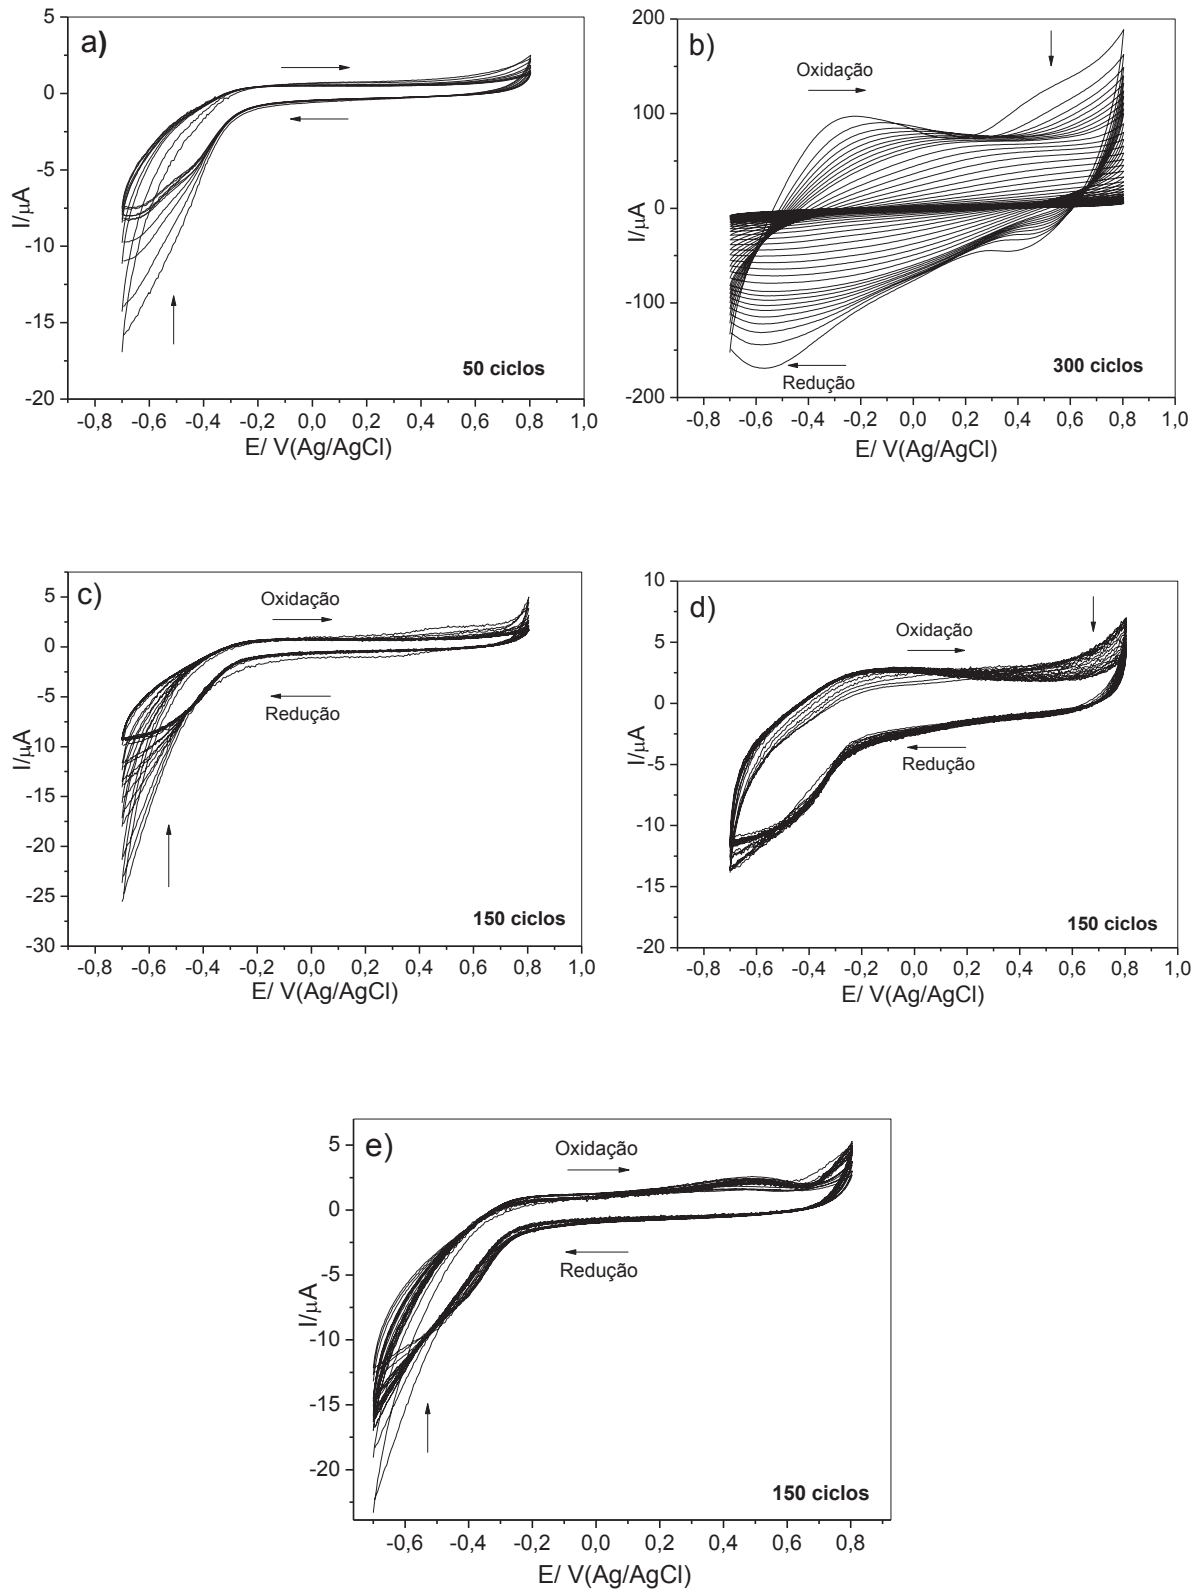 a)
5
0
-5
-10
-15
-20
I/μA
50 ciclos
-0,8 -0,6 -0,4 -0,2 0,0 0,2 0,4 0,6 0,8 1,0
E/ V(Ag/AgCl)
b)
200
100
0
-100
-200
I/μA
Oxidação
Redução
300 ciclos
-0,8 -0,6 -0,4 -0,2 0,0 0,2 0,4 0,6 0,8 1,0
E/ V(Ag/AgCl)
c)
5
0
-5
-10
-15
-20
-25
-30
I/μA
Oxidação
Redução
150 ciclos
-0,8 -0,6 -0,4 -0,2 0,0 0,2 0,4 0,6 0,8 1,0
E/ V(Ag/AgCl)
d)
10
5
0
-5
-10
-15
-20
I/μA
Oxidação
Redução
150 ciclos
-0,8 -0,6 -0,4 -0,2 0,0 0,2 0,4 0,6 0,8 1,0
E/ V(Ag/AgCl)
e)
5
0
-5
-10
-15
-20
I/μA
Oxidação
Redução
150 ciclos
-0,6 -0,4 -0,2 0,0 0,2 0,4 0,6 0,8
E/ V(Ag/AgCl)